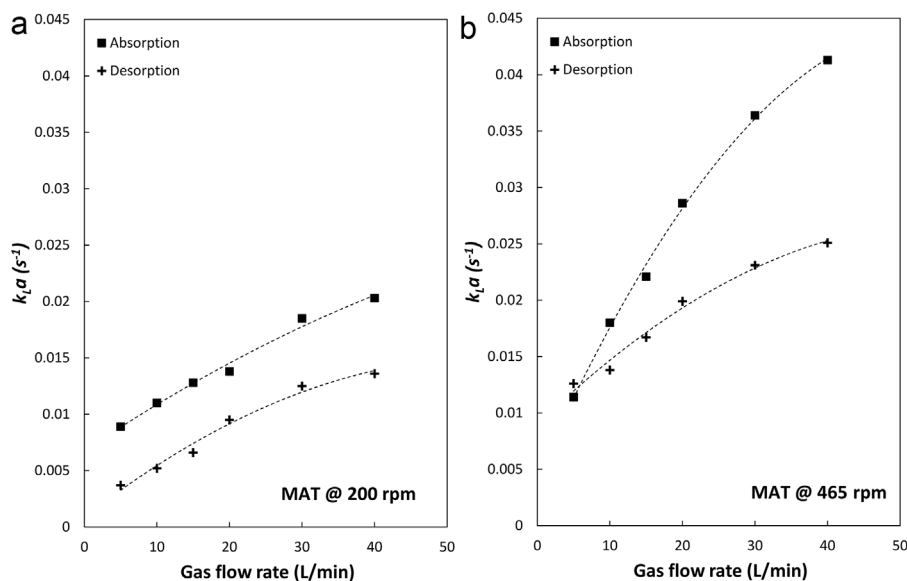 a
0.045
0.04
0.035
0.03
0.025
0.02
0.015
0.01
0.005
0
0 10 20 30 40 50
k_L a (s⁻¹)
Gas flow rate (L/min)
Absorption
Desorption
MAT @ 200 rpm
b
0.045
0.04
0.035
0.03
0.025
0.02
0.015
0.01
0.005
0
0 10 20 30 40 50
k_L a (s⁻¹)
Gas flow rate (L/min)
Absorption
Desorption
MAT @ 465 rpm